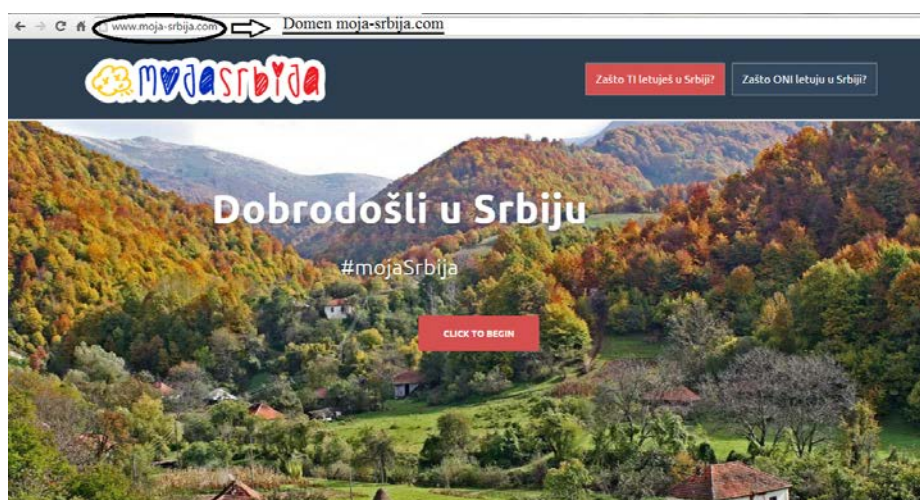 www.moja-srbija.com
Domen moja-srbija.com
mojasrbija
Zašto TI letuješ u Srbiji?
Zašto ONI letuju u Srbiji?
Dobrodošli u Srbiju
#mojaSrbija
CLICK TO BEGIN